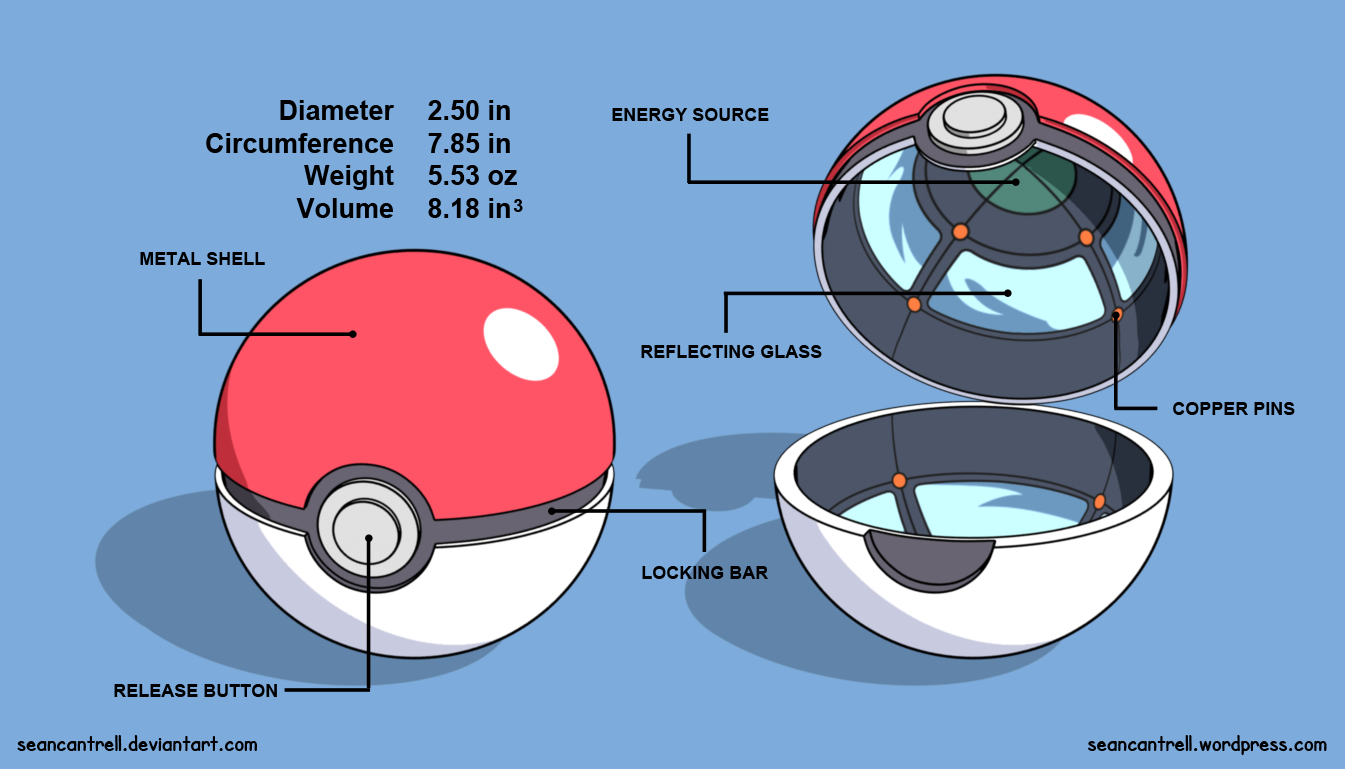 Diameter 2.50 in
Circumference 7.85 in
Weight 5.53 oz
Volume 8.18 in³
METAL SHELL
ENERGY SOURCE
REFLECTING GLASS
COPPER PINS
LOCKING BAR
RELEASE BUTTON
seancantrell.deviantart.com
seancantrell.wordpress.com